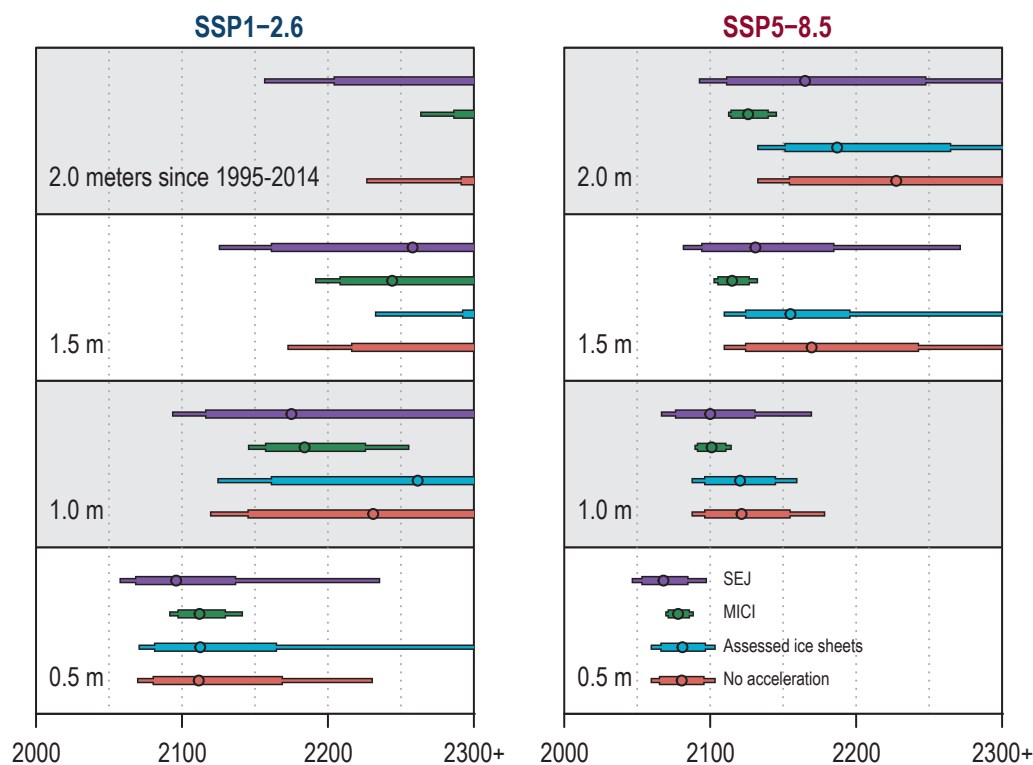 SSP1−2.6
SSP5−8.5
2.0 meters since 1995-2014
2.0 m
1.5 m
1.5 m
1.0 m
1.0 m
SEJ
MICI
Assessed ice sheets
0.5 m
0.5 m
No acceleration
2000
2100
2200
2300+
2000
2100
2200
2300+